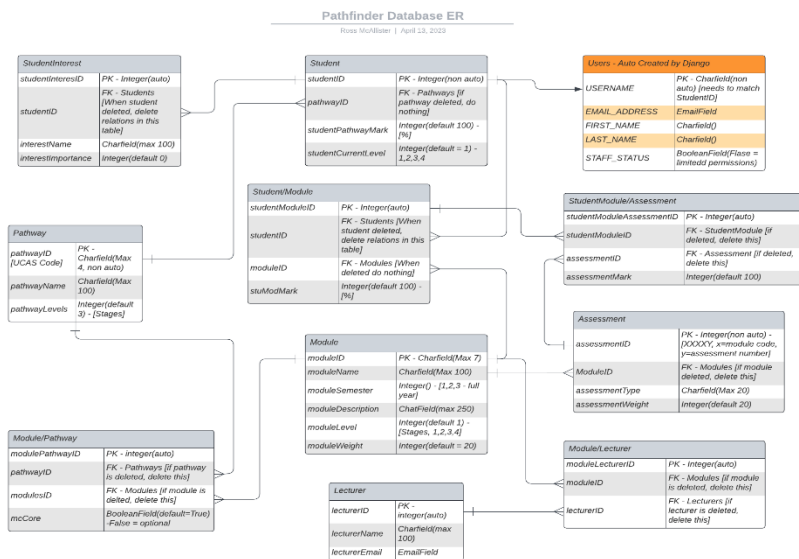 Pathfinder Database ER
Ross McAllister | April 13, 2023
StudentInterest
studentInteresID PK - Integer(auto)
studentID FK - Students
[When student
deleted, delete
relations in this
table]
interestName Charfield(max 100)
interestImportance Integer(default 0)
Student
studentID PK - Integer(non auto)
pathwayID FK - Pathways [if
pathway deleted, do
nothing]
studentPathwayMark Integer(default 100) -
[%]
studentCurrentLevel Integer(default = 1) -
1,2,3,4
Users - Auto Created by Django
USERNAME PK - Charfield(non
auto) [needs to match
StudentID]
EMAIL_ADDRESS EmailField
FIRST_NAME Charfield()
LAST_NAME Charfield()
STAFF_STATUS BooleanField(Flase =
limitedd permissions)
Student/Module
studentModuleID PK - Integer(auto)
studentID FK - Students [When
student deleted,
delete relations in this
table]
moduleID FK - Modules [When
deleted do nothing]
stuModMark Integer(default 100) -
[%]
StudentModule/Assessment
studentModuleAssessmentID PK - Integer(auto)
studentModuleID FK - StudentModule [if
deleted, delete this]
assessmentID FK - Assessment [if deleted,
delete this]
assessmentMark Integer(default 100)
Pathway
pathwayID
[UCAS Code] PK -
Charfield(Max
4, non auto)
pathwayName Charfield(Max
100)
pathwayLevels Integer(default
3) - [Stages]
Module
moduleID PK - Charfield(Max 7)
moduleName Charfield(Max 100)
moduleSemester Integer() - [1,2,3 - full
year]
moduleDescription ChatField(max 250)
moduleLevel Integer(default 1) -
[Stages, 1,2,3,4]
moduleWeight Integer(default = 20)
Assessment
assessmentID PK - Integer(non auto) -
[XXXXY, x=module code,
y=assessment number]
ModuleID FK - Modules [if module
deleted, delete this]
assessmentType Charfield(Max 20)
assessmentWeight Integer(default 20)
Module/Pathway
modulePathwayID PK - integer(auto)
pathwayID FK - Pathways [if pathway
is deleted, delete this]
modulesID FK - Modules [if module is
delted, delete this]
mcCore BooleanField(default=True)
-False = optional
Lecturer
lecturerID PK -
integer(auto)
lecturerName Charfield(max
100)
lecturerEmail EmailField
Module/Lecturer
moduleLecturerID PK - Integer(auto)
moduleID FK - Modules [if module is
deleted, delete this]
lecturerID FK - Lecturers [if
lecturer is deleted,
delete this]